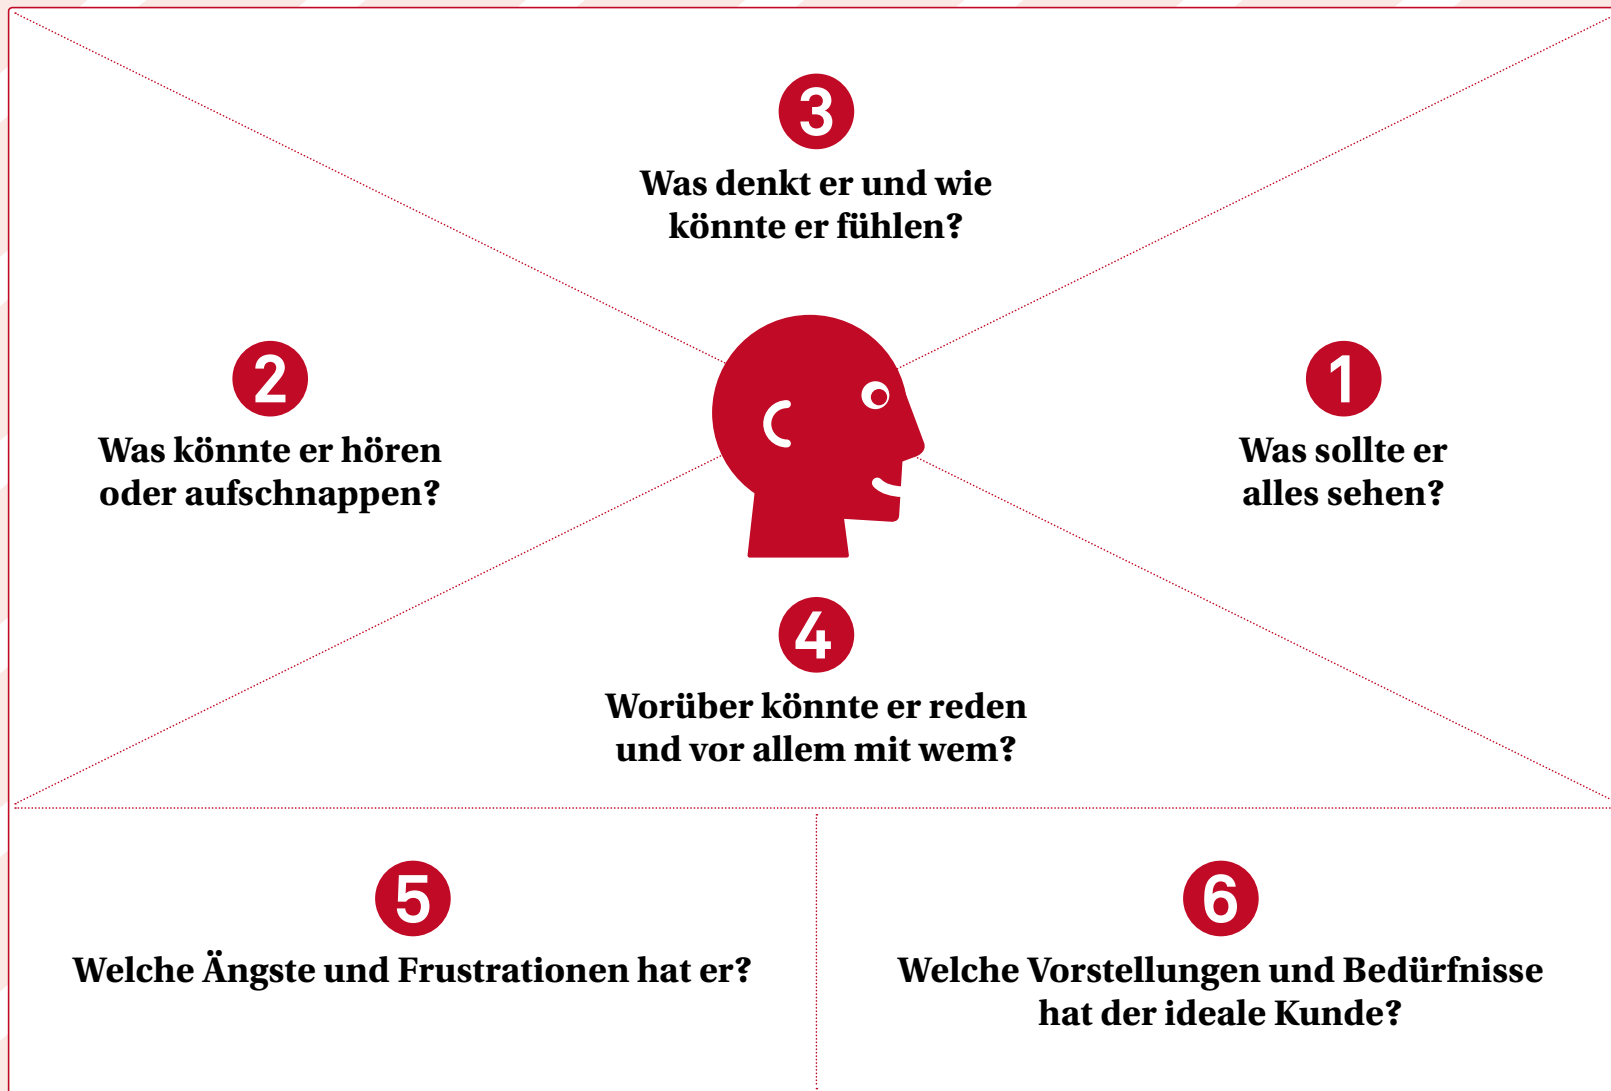 3
Was denkt er und wie
könnte er fühlen?
2
Was könnte er hören
oder aufschnappen?
1
Was sollte er
alles sehen?
4
Worüber könnte er reden
und vor allem mit wem?
5
Welche Ängste und Frustrationen hat er?
6
Welche Vorstellungen und Bedürfnisse
hat der ideale Kunde?